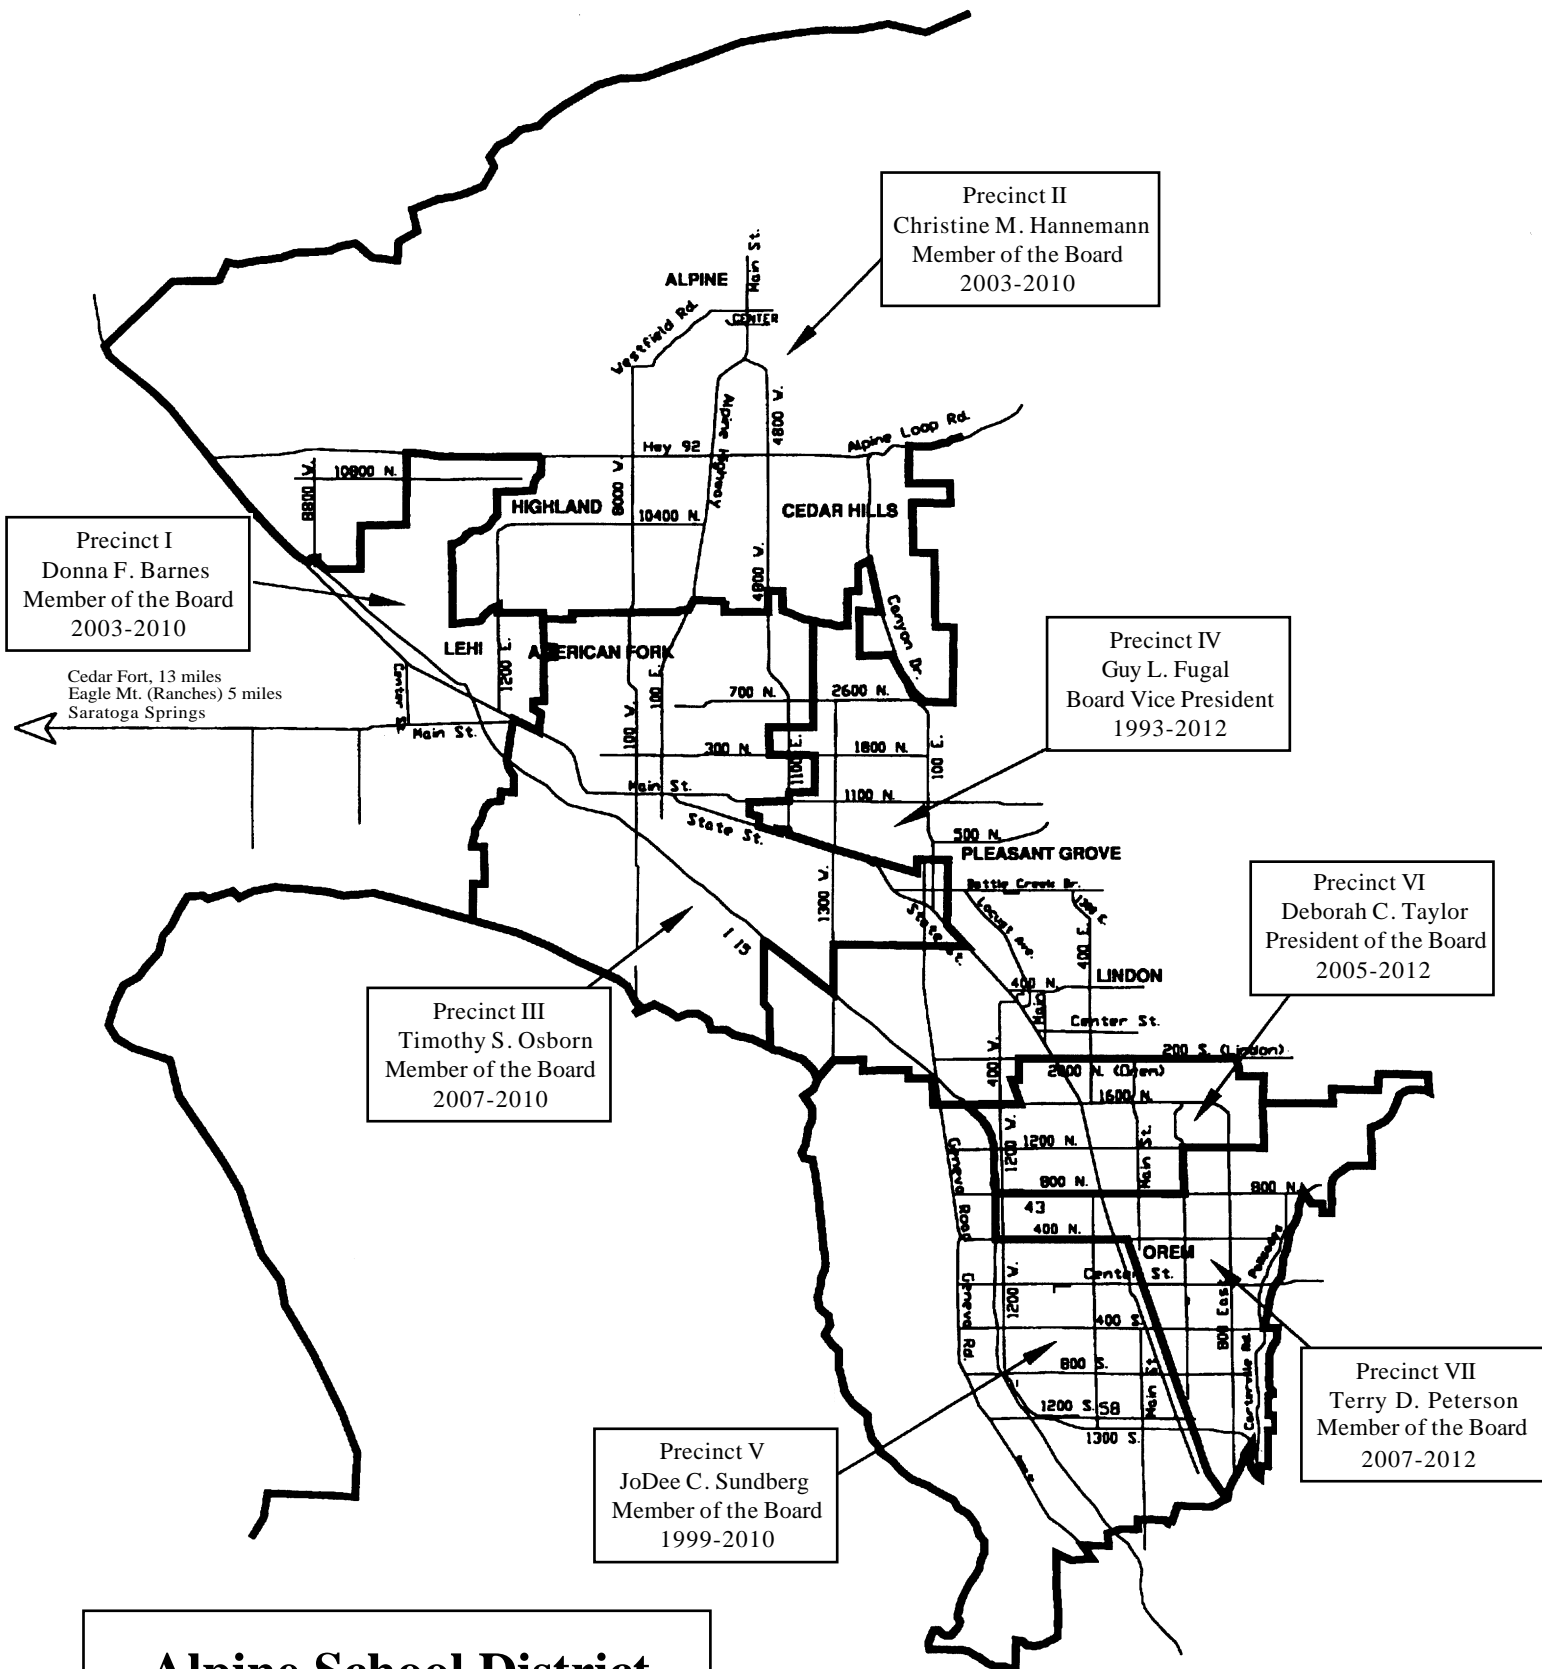 Precinct II
Christine M. Hannemann
Member of the Board
2003-2010
Main St.
ALPINE
CENTER
Westfield Rd.
Alpine Highway
4800 W.
Alpine Loop Rd.
Hwy 92
10800 N.
8800 W.
8000 W.
HIGHLAND
10400 N.
CEDAR HILLS
4800 W.
Canyon Dr.
Precinct I
Donna F. Barnes
Member of the Board
2003-2010
LEHI
1200 E.
AMERICAN FORK
Cedar Fort, 13 miles
Eagle Mt. (Ranches) 5 miles
Saratoga Springs
Center St.
Main St.
100 E.
100 W.
700 N.
2600 N.
300 N.
1100 E.
1800 N.
100 E.
Precinct IV
Guy L. Fugal
Board Vice President
1993-2012
Main St.
1100 N.
State St.
500 N.
PLEASANT GROVE
Battle Creek Dr.
1300 E.
1300 W.
State St.
Locust Ave.
400 E.
I 15
Precinct VI
Deborah C. Taylor
President of the Board
2005-2012
LINDON
400 N.
Main
Center St.
Precinct III
Timothy S. Osborn
Member of the Board
2007-2010
400 W.
200 S. (Lindon)
2000 N. (Orem)
1600 N.
1200 W.
1200 N.
Main St.
Geneva Road
800 N.
800 N.
43
400 N.
OREM
Center St.
1200 W.
Geneva Rd.
400 S.
800 East
800 S.
Main St.
Carterville Rd.
1200 S.
58
1300 S.
Precinct VII
Terry D. Peterson
Member of the Board
2007-2012
Precinct V
JoDee C. Sundberg
Member of the Board
1999-2010
Alpine School District